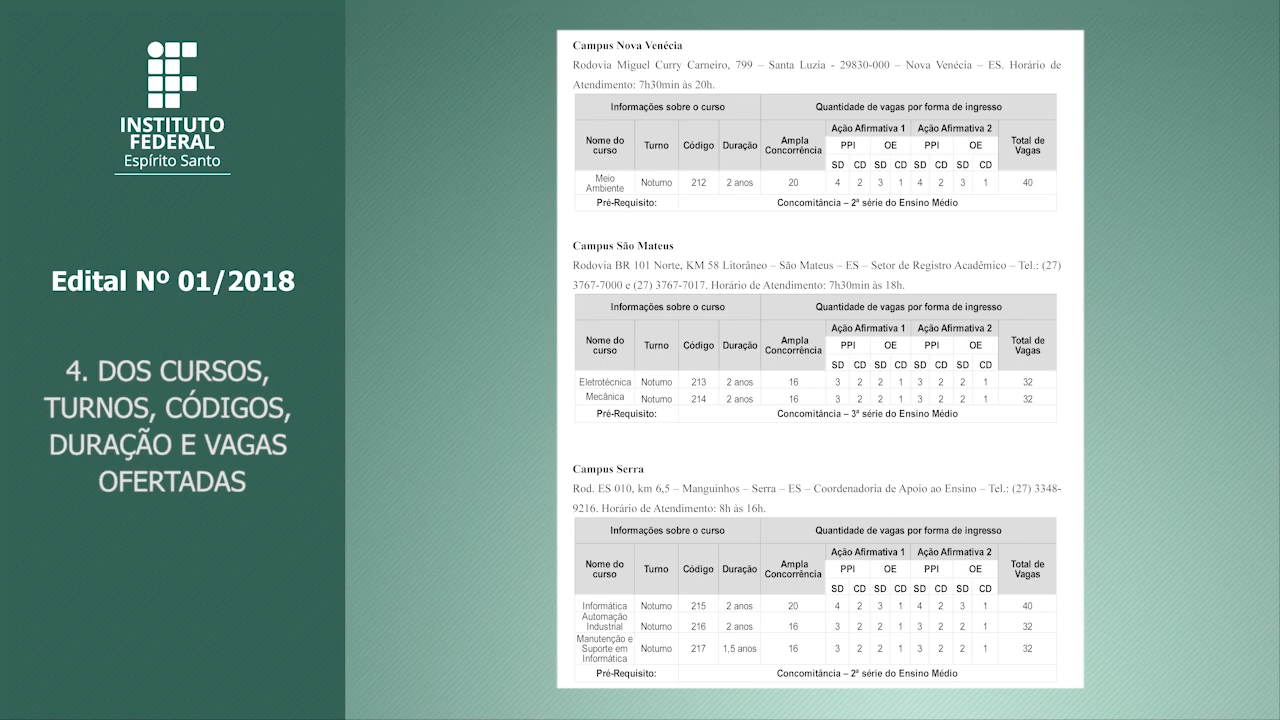 INSTITUTO
FEDERAL
Espírito Santo
Edital Nº 01/2018
4. DOS CURSOS,
TURNOS, CÓDIGOS,
DURAÇÃO E VAGAS
OFERTADAS
Campus Nova Venécia
Rodovia Miguel Curry Carneiro, 799 – Santa Luzia - 29830-000 – Nova Venécia – ES. Horário de
Atendimento: 7h30min às 20h.
Informações sobre o curso Quantidade de vagas por forma de ingresso
Nome do curso Turno Código Duração Ampla Concorrência Ação Afirmativa 1 Ação Afirmativa 2 Total de Vagas
PPI OE PPI OE
SD CD SD CD SD CD SD CD
Meio Ambiente Noturno 212 2 anos 20 4 2 3 1 4 2 3 1 40
Pré-Requisito: Concomitância – 2ª série do Ensino Médio
Campus São Mateus
Rodovia BR 101 Norte, KM 58 Litorâneo – São Mateus – ES – Setor de Registro Acadêmico – Tel.: (27)
3767-7000 e (27) 3767-7017. Horário de Atendimento: 7h30min às 18h.
Informações sobre o curso Quantidade de vagas por forma de ingresso
Nome do curso Turno Código Duração Ampla Concorrência Ação Afirmativa 1 Ação Afirmativa 2 Total de Vagas
PPI OE PPI OE
SD CD SD CD SD CD SD CD
Eletrotécnica Noturno 213 2 anos 16 3 2 2 1 3 2 2 1 32
Mecânica Noturno 214 2 anos 16 3 2 2 1 3 2 2 1 32
Pré-Requisito: Concomitância – 3ª série do Ensino Médio
Campus Serra
Rod. ES 010, km 6,5 – Manguinhos – Serra – ES – Coordenadoria de Apoio ao Ensino – Tel.: (27) 3348-
9216. Horário de Atendimento: 8h às 16h.
Informações sobre o curso Quantidade de vagas por forma de ingresso
Nome do curso Turno Código Duração Ampla Concorrência Ação Afirmativa 1 Ação Afirmativa 2 Total de Vagas
PPI OE PPI OE
SD CD SD CD SD CD SD CD
Informática Noturno 215 2 anos 20 4 2 3 1 4 2 3 1 40
Automação Industrial Noturno 216 2 anos 16 3 2 2 1 3 2 2 1 32
Manutenção e Suporte em Informática Noturno 217 1,5 anos 16 3 2 2 1 3 2 2 1 32
Pré-Requisito: Concomitância – 2ª série do Ensino Médio